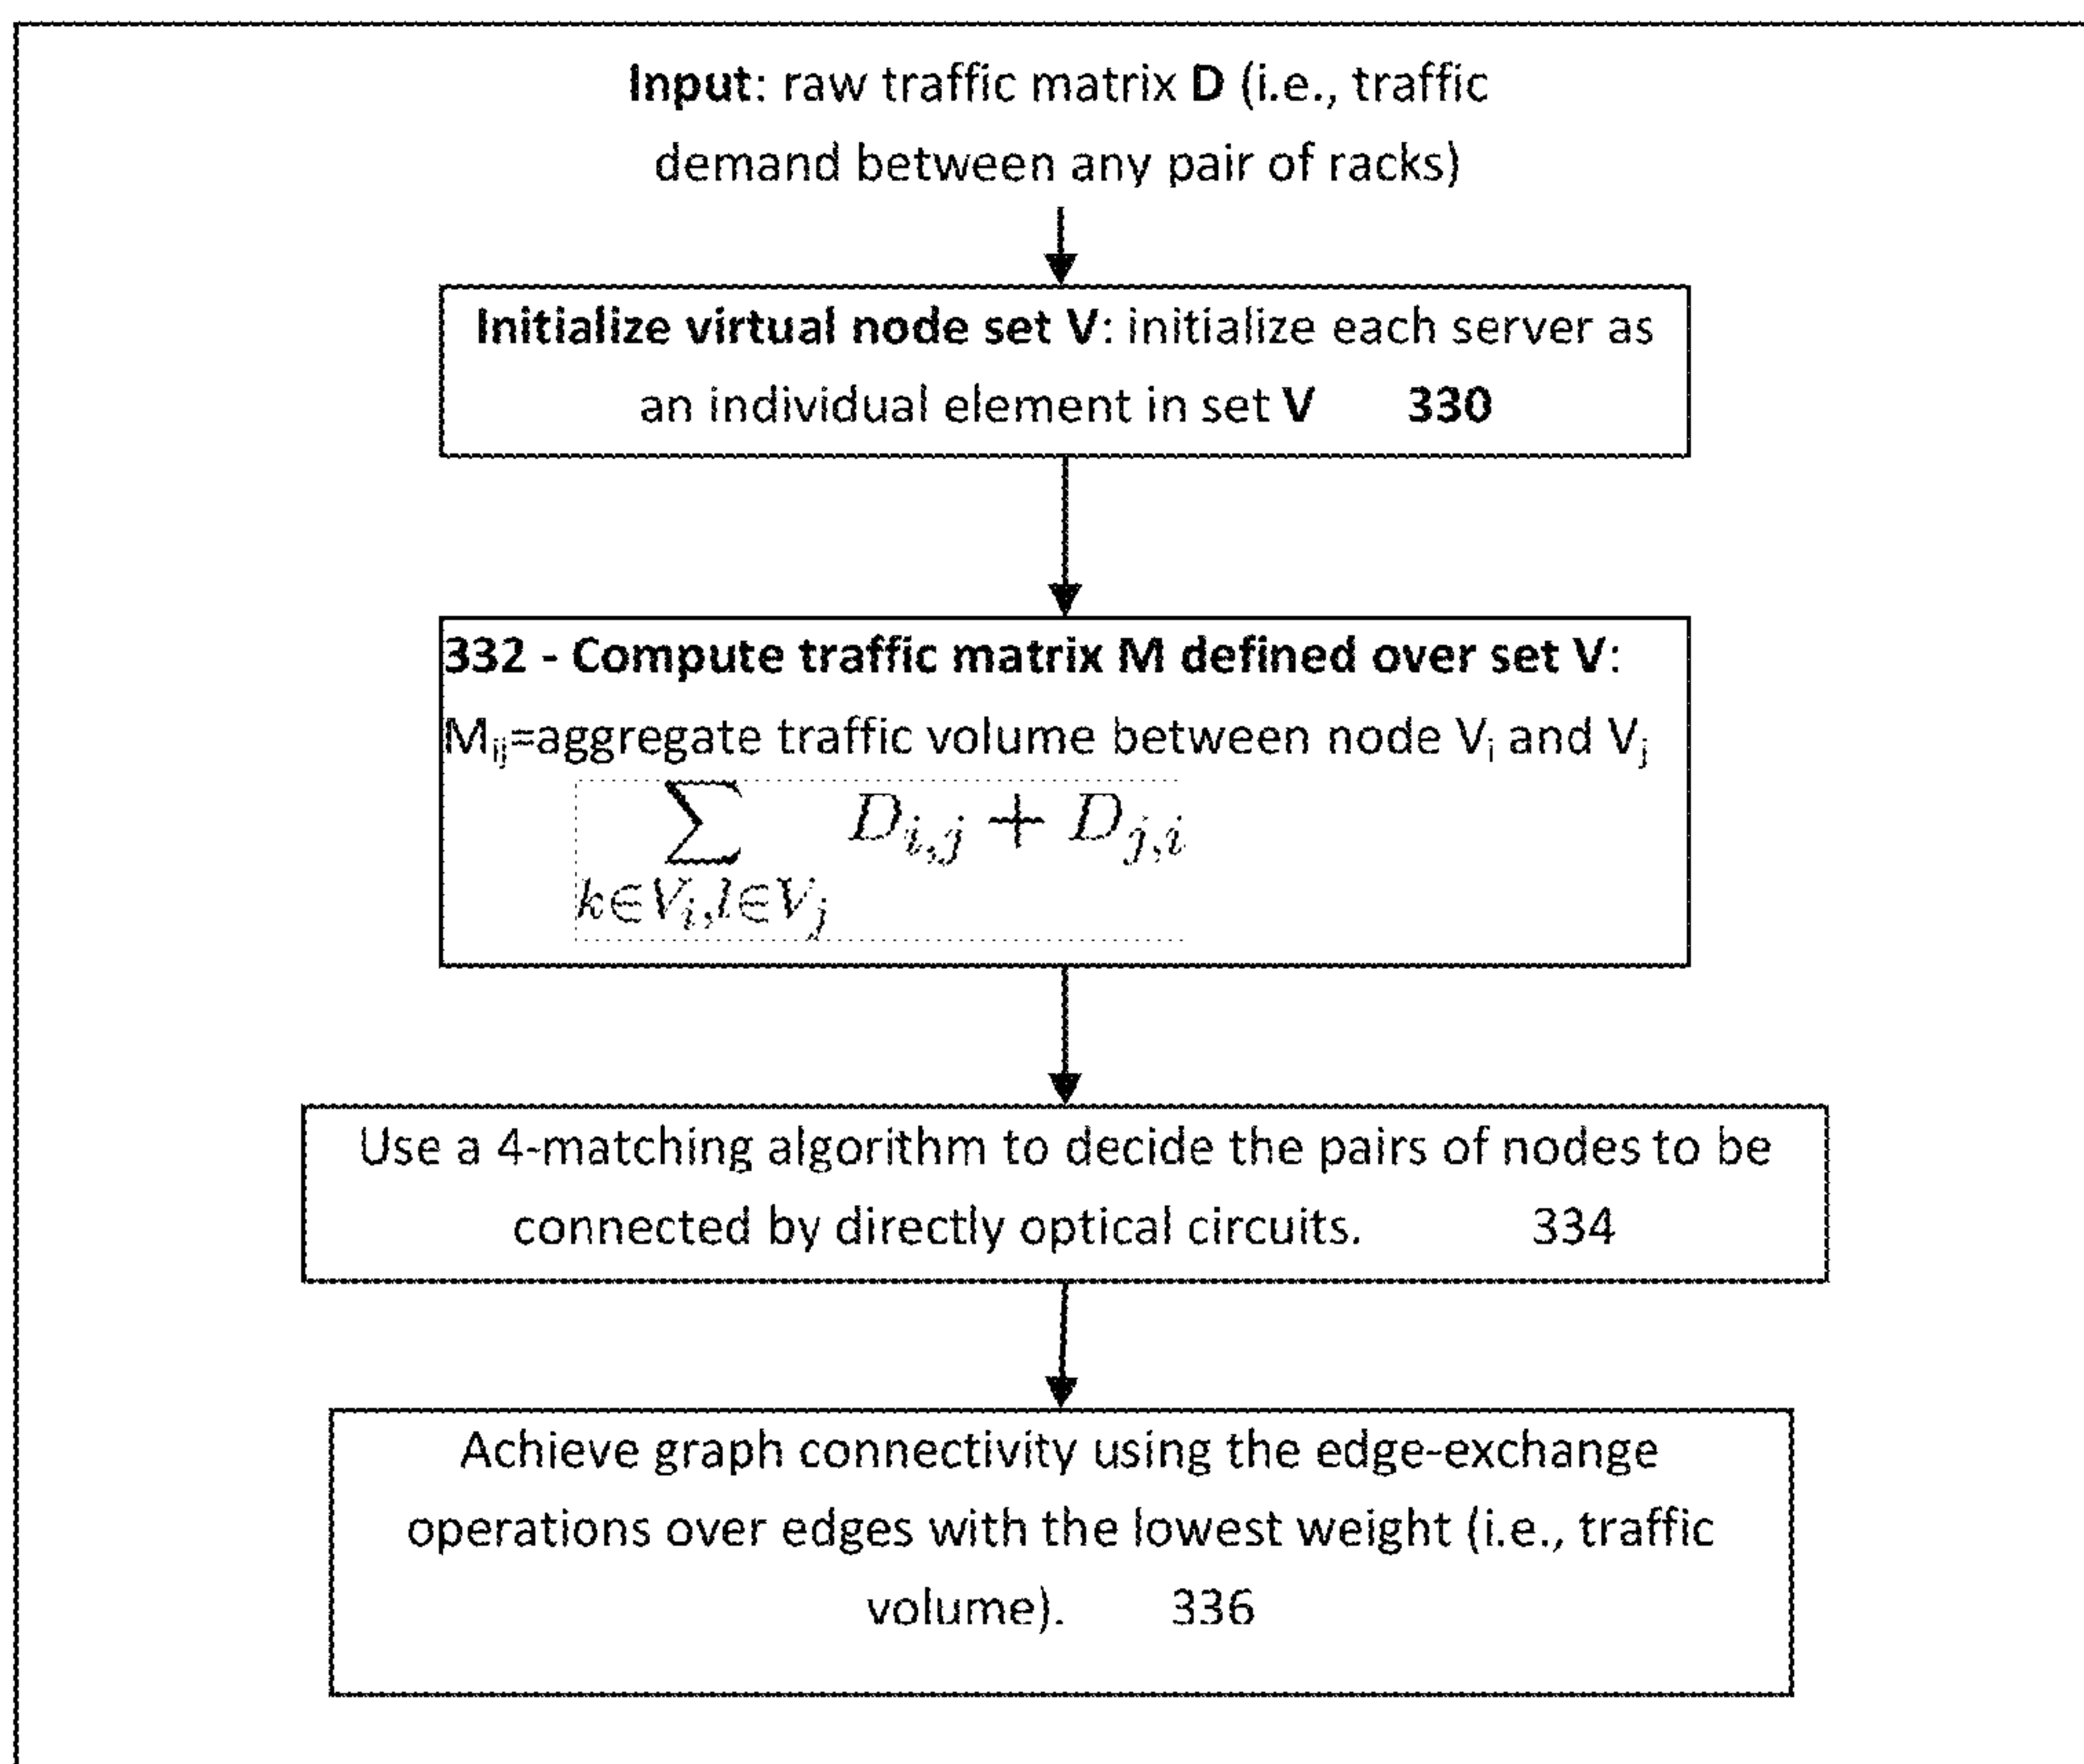 Input: raw traffic matrix D (i.e., traffic
demand between any pair of racks)
Initialize virtual node set V: initialize each server as
an individual element in set V 330
332 - Compute traffic matrix M defined over set V:
Mij=aggregate traffic volume between node Vi and Vj
∑ Di,j + Dj,i
k∈Vi,l∈Vj
Use a 4-matching algorithm to decide the pairs of nodes to be
connected by directly optical circuits. 334
Achieve graph connectivity using the edge-exchange
operations over edges with the lowest weight (i.e., traffic
volume). 336